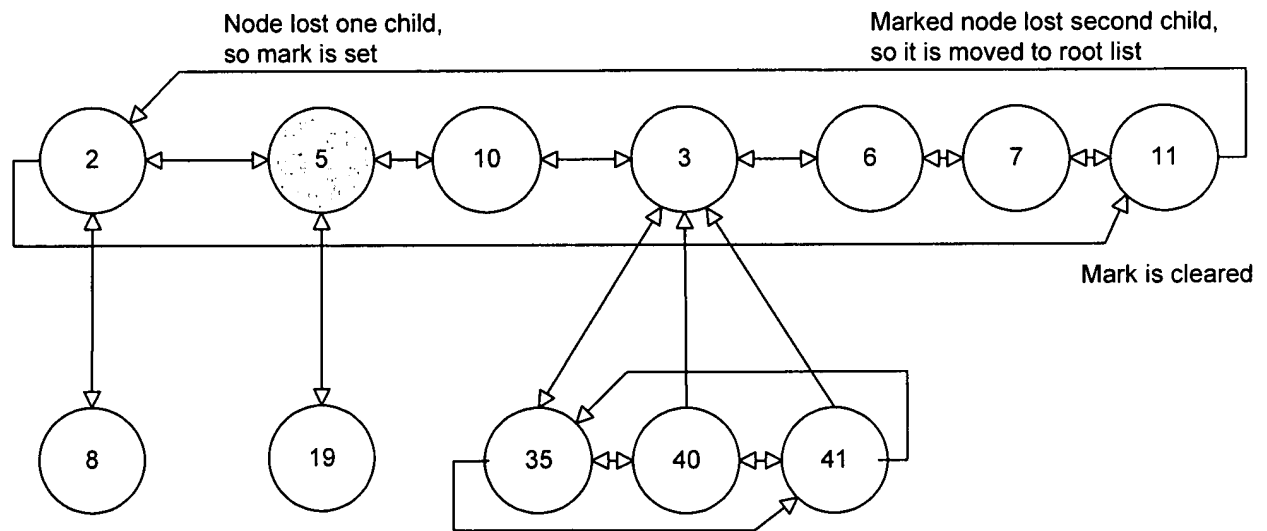 Node lost one child,
so mark is set
Marked node lost second child,
so it is moved to root list
2 5 10 3 6 7 11
Mark is cleared
8 19 35 40 41